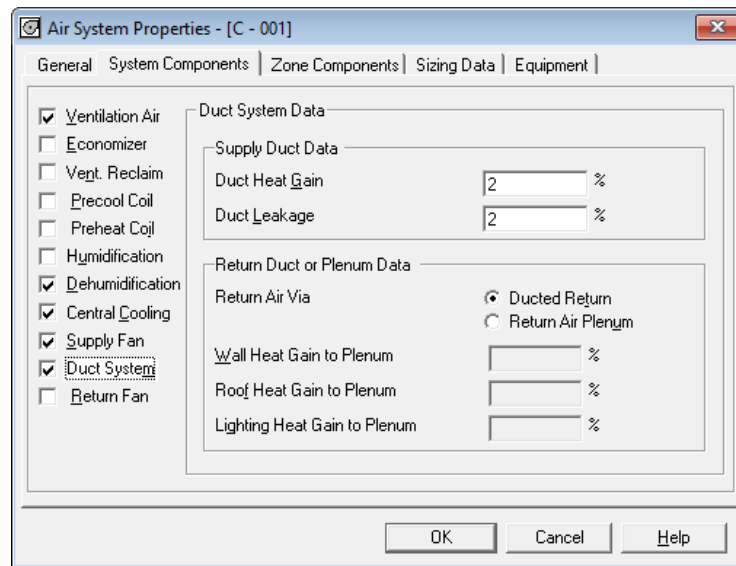 Air System Properties - [C - 001]
General System Components Zone Components Sizing Data Equipment
Ventilation Air
Economizer
Vent. Reclaim
Precool Coil
Preheat Coil
Humidification
Dehumidification
Central Cooling
Supply Fan
Duct System
Return Fan
Duct System Data
Supply Duct Data
Duct Heat Gain 2 %
Duct Leakage 2 %
Return Duct or Plenum Data
Return Air Via Ducted Return
Return Air Plenum
Wall Heat Gain to Plenum %
Roof Heat Gain to Plenum %
Lighting Heat Gain to Plenum %
OK Cancel Help